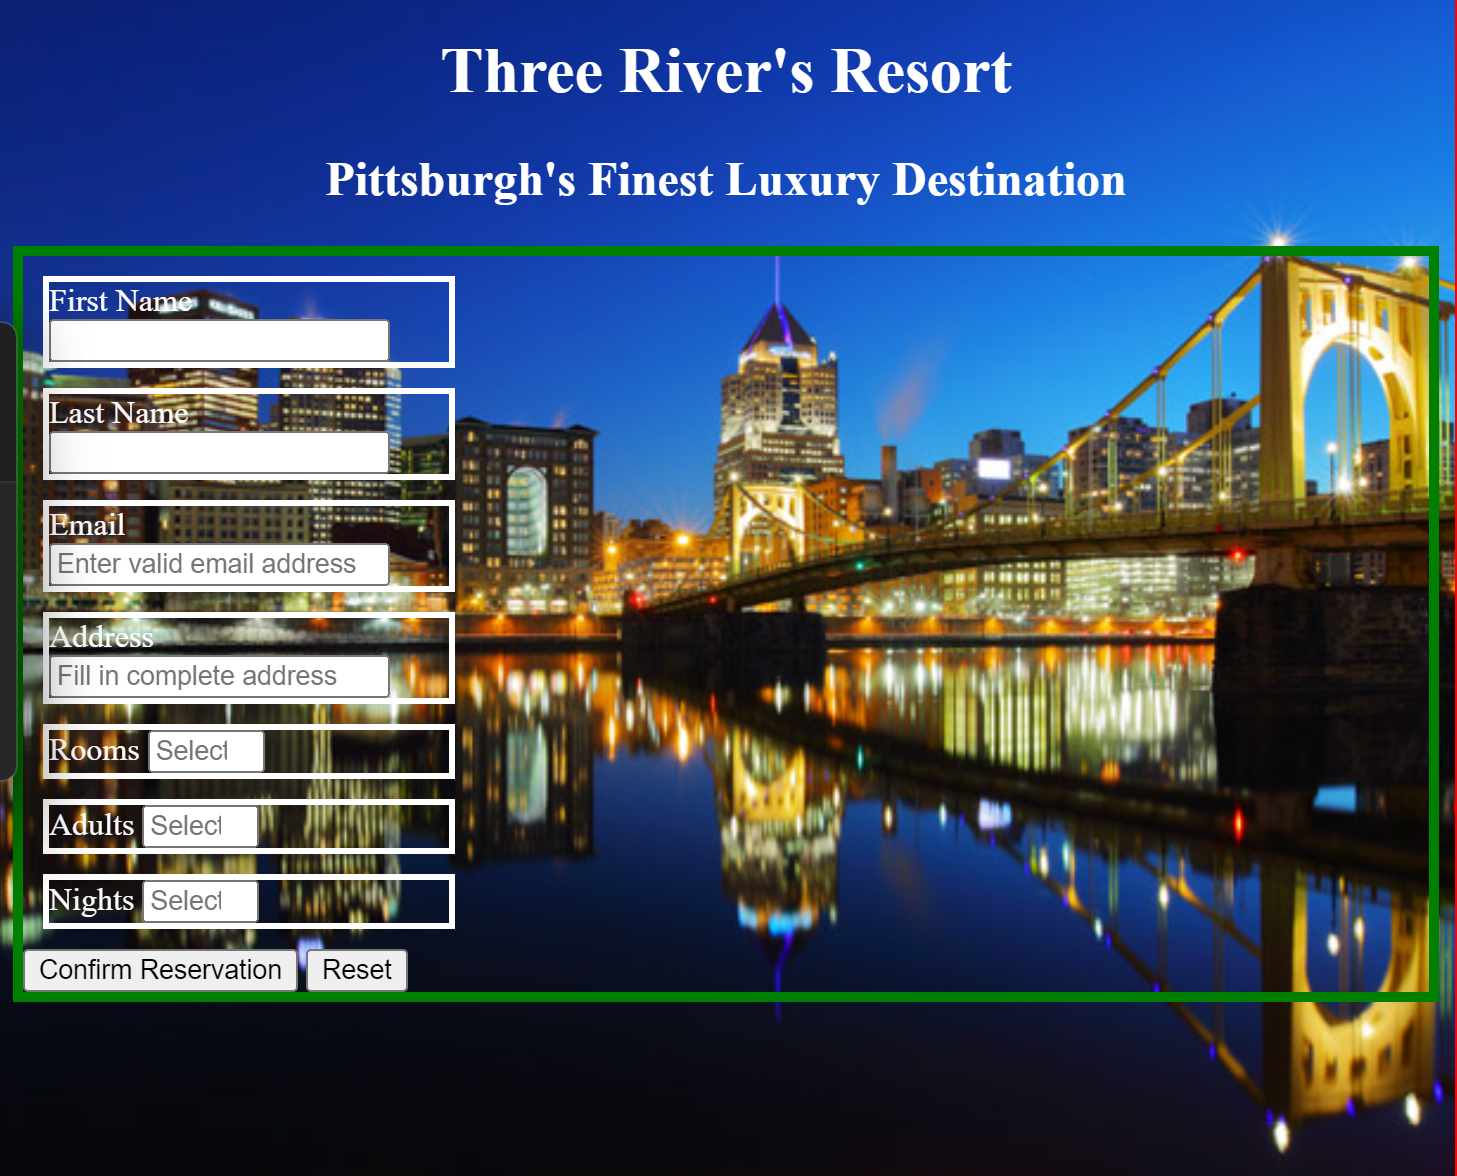 Three River's Resort
Pittsburgh's Finest Luxury Destination
First Name
Last Name
Email
Enter valid email address
Address
Fill in complete address
Rooms Select
Adults Select
Nights Select
Confirm Reservation Reset